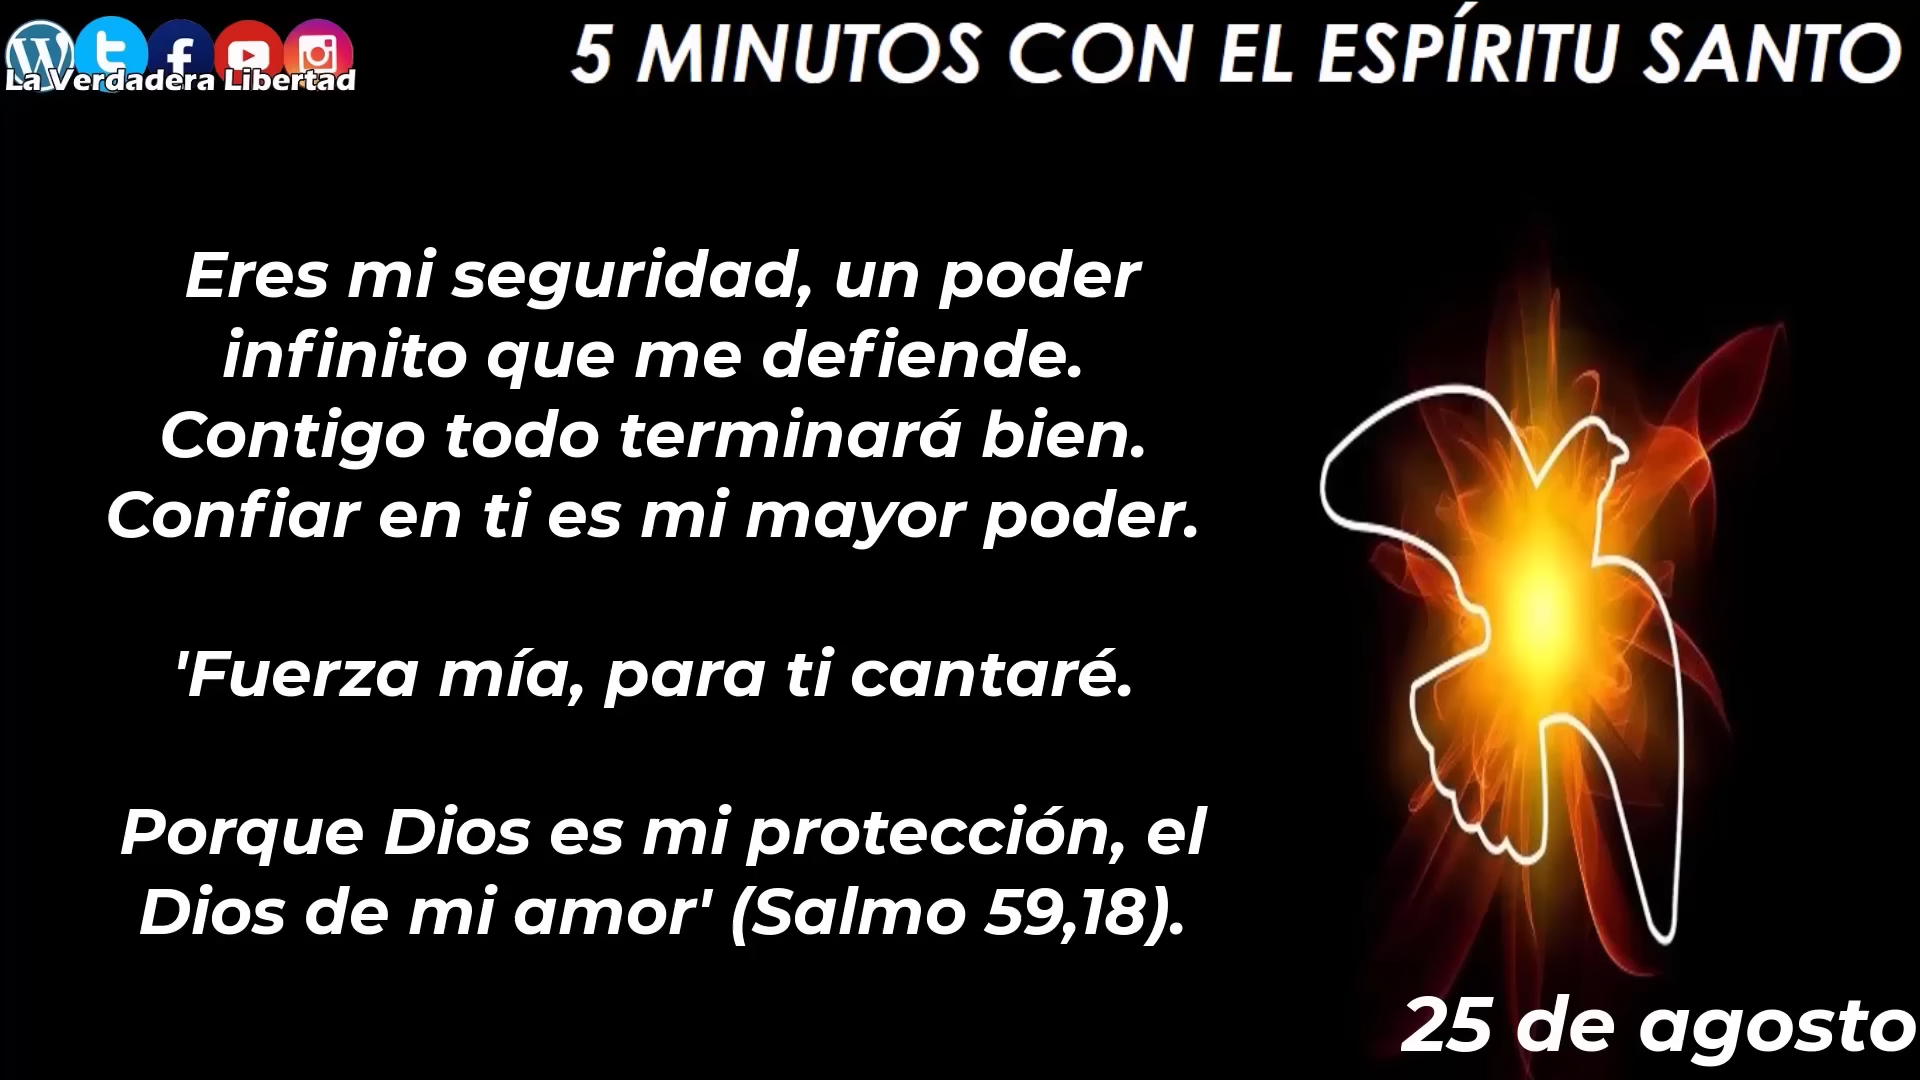 La Verdadera Libertad
5 MINUTOS CON EL ESPÍRITU SANTO
Eres mi seguridad, un poder
infinito que me defiende.
Contigo todo terminará bien.
Confiar en ti es mi mayor poder.
'Fuerza mía, para ti cantaré.
Porque Dios es mi protección, el
Dios de mi amor' (Salmo 59,18).
25 de agosto